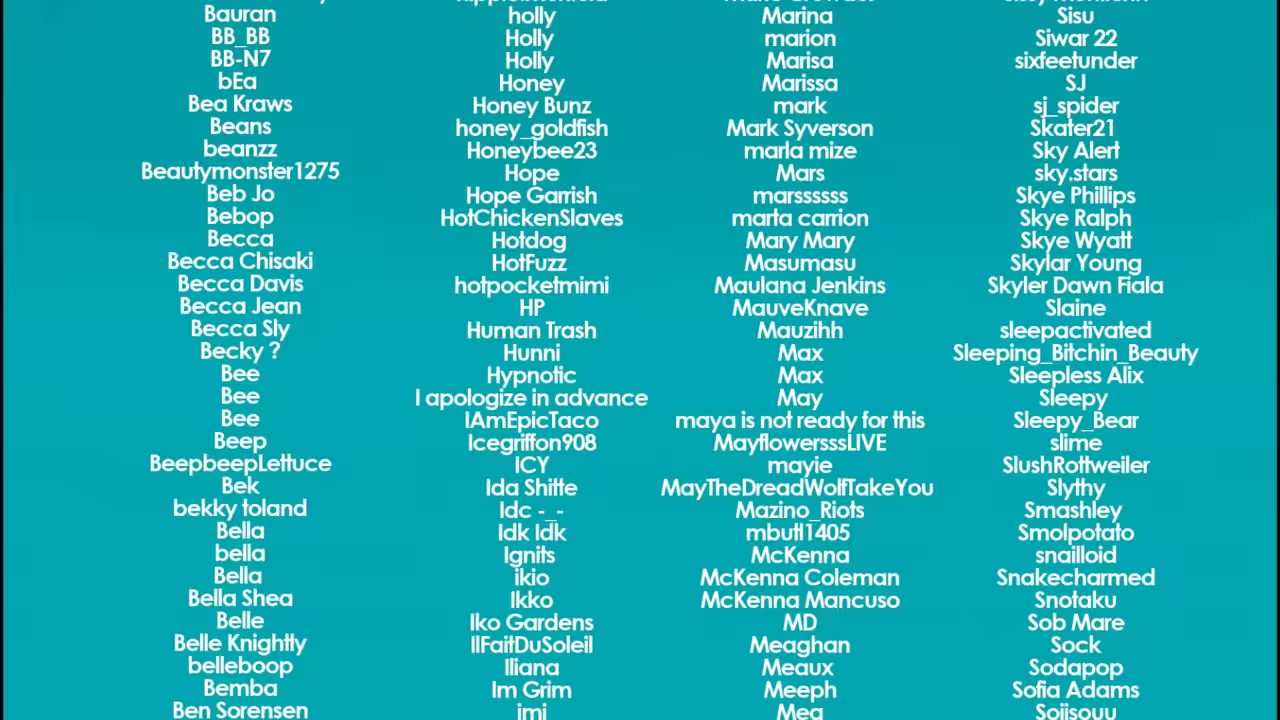 Bauran
BB_BB
BB-N7
bEa
Bea Kraws
Beans
beanzz
Beautymonster1275
Beb Jo
Bebop
Becca
Becca Chisaki
Becca Davis
Becca Jean
Becca Sly
Becky ?
Bee
Bee
Bee
Beep
BeepbeepLettuce
Bek
bekky toland
Bella
bella
Bella
Bella Shea
Belle
Belle Knightly
belleboop
Bemba
Ben Sorensen
holly
Holly
Holly
Honey
Honey Bunz
honey_goldfish
Honeybee23
Hope
Hope Garrish
HotChickenSlaves
Hotdog
HotFuzz
hotpocketmimi
HP
Human Trash
Hunni
Hypnotic
I apologize in advance
IAmEpicTaco
Icegriffon908
ICY
Ida Shitte
Idc -_-
Idk Idk
Ignits
ikio
Ikko
Iko Gardens
IlFaitDuSoleil
Iliana
Im Grim
imi
Marina
marion
Marisa
Marissa
mark
Mark Syverson
marla mize
Mars
marssssss
marta carrion
Mary Mary
Masumasu
Maulana Jenkins
MauveKnave
Mauzihh
Max
Max
May
maya is not ready for this
MayflowersssLIVE
mayie
MayTheDreadWolfTakeYou
Mazino_Riots
mbutl1405
McKenna
McKenna Coleman
McKenna Mancuso
MD
Meaghan
Meaux
Meeph
Meg
Sisu
Siwar 22
sixfeetunder
SJ
sj_spider
Skater21
Sky Alert
sky.stars
Skye Phillips
Skye Ralph
Skye Wyatt
Skylar Young
Skyler Dawn Fiala
Slaine
sleepactivated
Sleeping_Bitchin_Beauty
Sleepless Alix
Sleepy
Sleepy_Bear
slime
SlushRottweiler
Slythy
Smashley
Smolpotato
snailloid
Snakecharmed
Snotaku
Sob Mare
Sock
Sodapop
Sofia Adams
Sojisouu